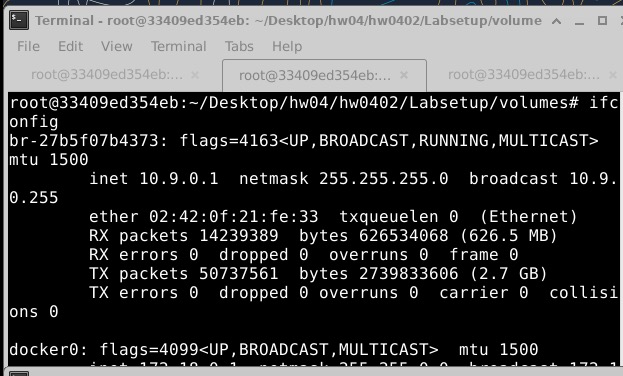 Terminal - root@33409ed354eb: ~/Desktop/hw04/hw0402/Labsetup/volume
File Edit View Terminal Tabs Help
root@33409ed354eb:... × root@33409ed354eb:... × root@33409ed354eb:...
root@33409ed354eb:~/Desktop/hw04/hw0402/Labsetup/volumes# ifc
onfig
br-27b5f07b4373: flags=4163<UP,BROADCAST,RUNNING,MULTICAST>
mtu 1500
        inet 10.9.0.1  netmask 255.255.255.0  broadcast 10.9.
0.255
        ether 02:42:0f:21:fe:33  txqueuelen 0  (Ethernet)
        RX packets 14239389  bytes 626534068 (626.5 MB)
        RX errors 0  dropped 0  overruns 0  frame 0
        TX packets 50737561  bytes 2739833606 (2.7 GB)
        TX errors 0  dropped 0 overruns 0  carrier 0  collisi
ons 0

docker0: flags=4099<UP,BROADCAST,MULTICAST>  mtu 1500